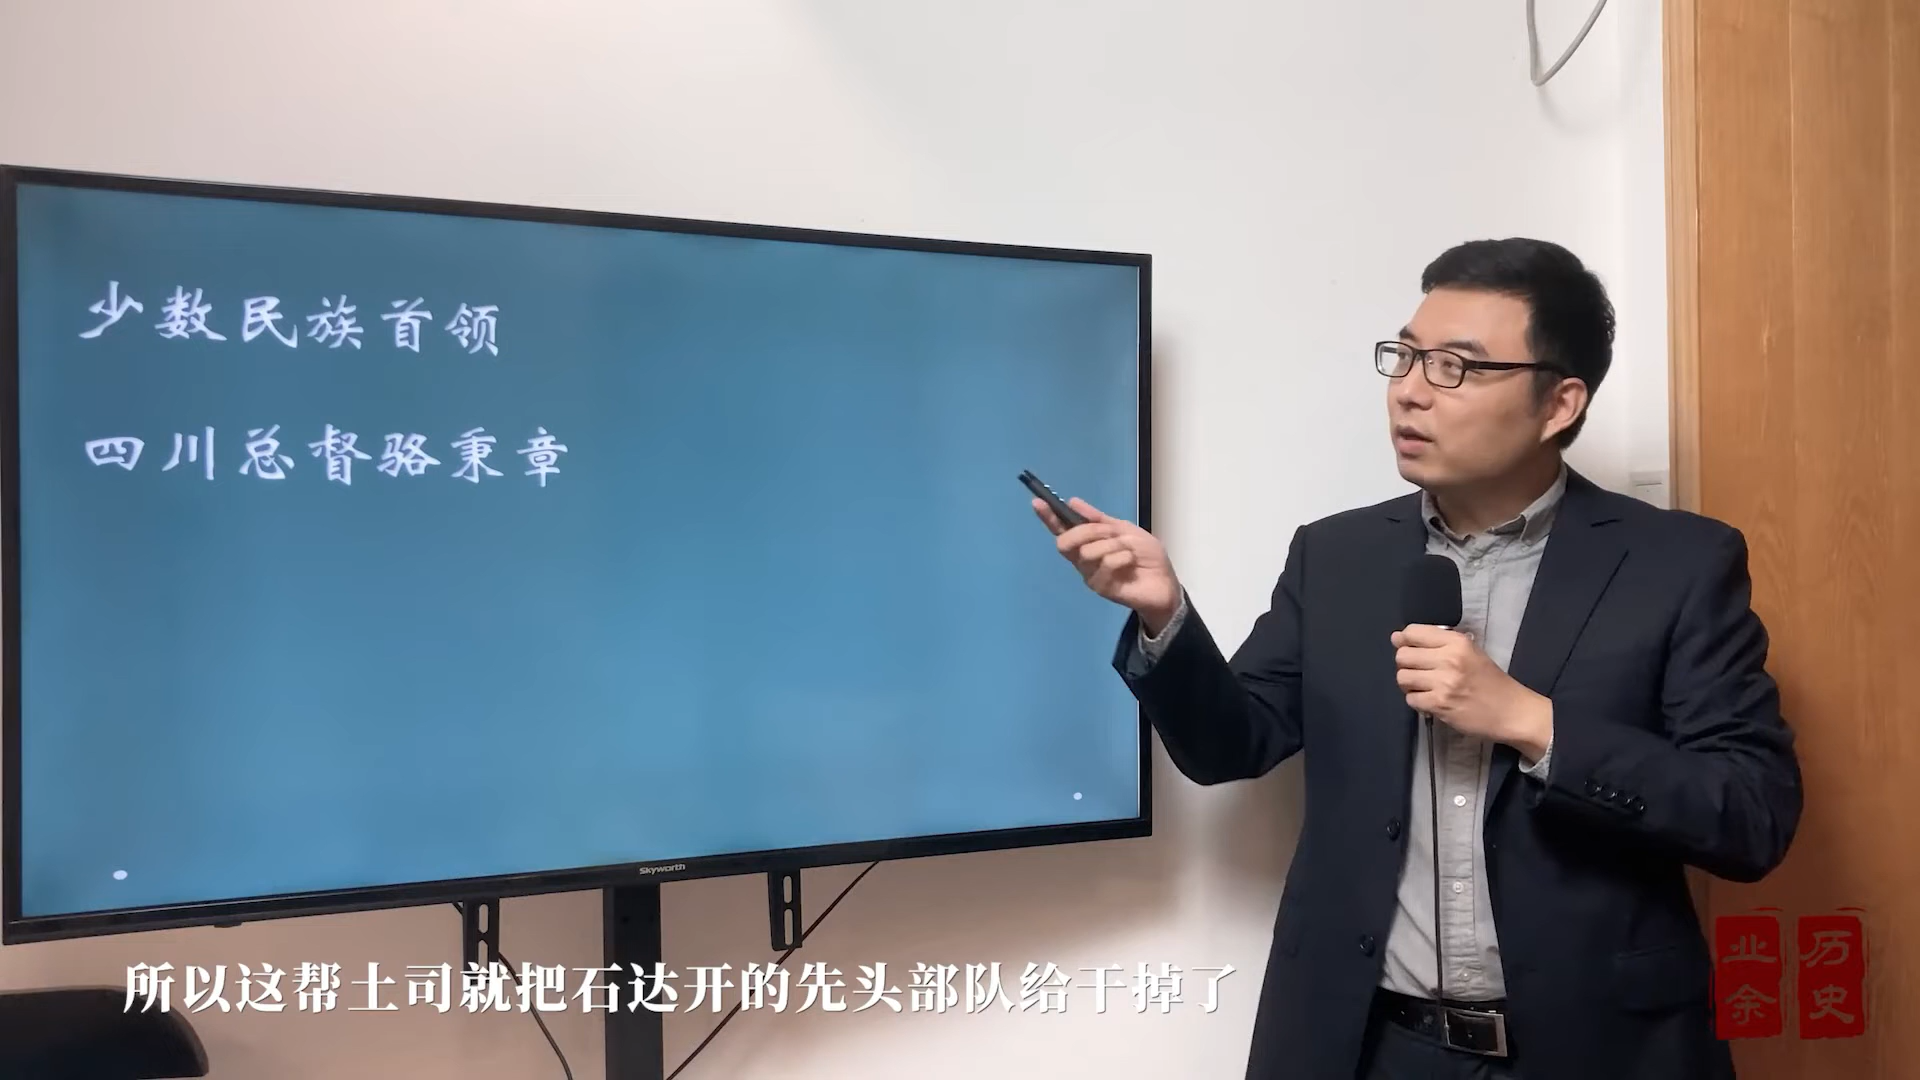 少数民族首领
四川总督骆秉章
Skyworth
所以这帮土司就把石达开的先头部队给干掉了
历史
业余